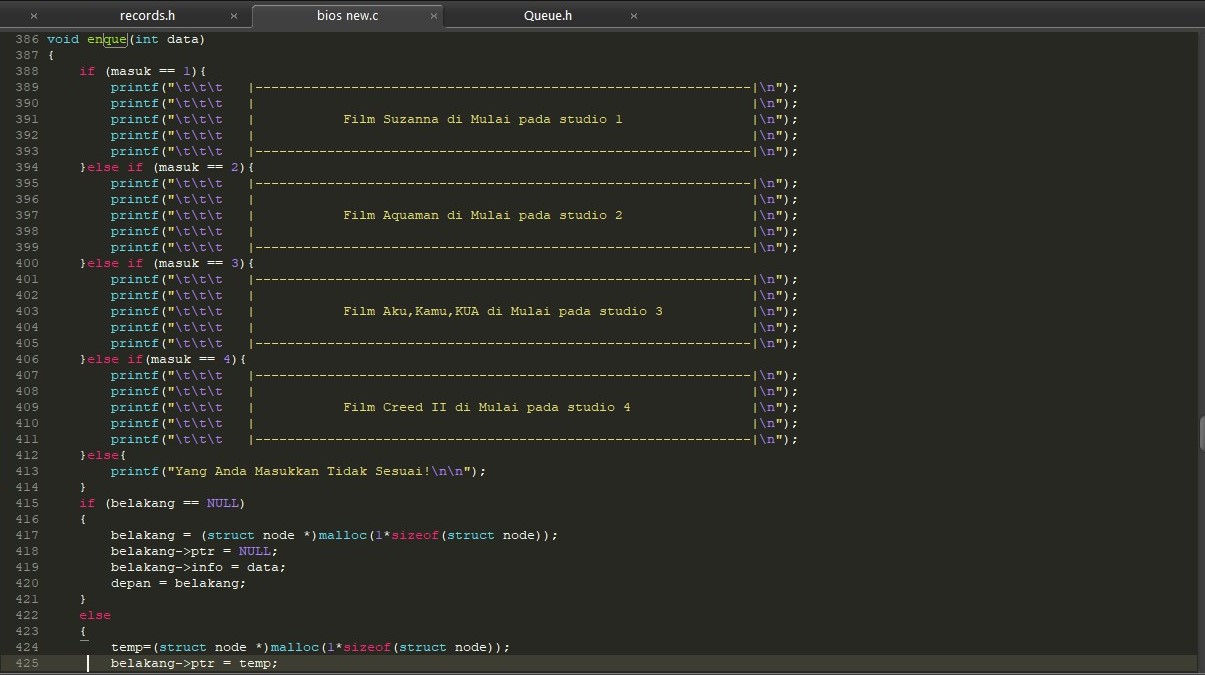 × records.h × bios new.c × Queue.h ×
386 void enque(int data)
387 {
388     if (masuk == 1){
389         printf("\t\t\t   |--------------------------------------------------------------|\n");
390         printf("\t\t\t   |                                                              |\n");
391         printf("\t\t\t   |           Film Suzanna di Mulai pada studio 1                |\n");
392         printf("\t\t\t   |                                                              |\n");
393         printf("\t\t\t   |--------------------------------------------------------------|\n");
394     }else if (masuk == 2){
395         printf("\t\t\t   |--------------------------------------------------------------|\n");
396         printf("\t\t\t   |                                                              |\n");
397         printf("\t\t\t   |           Film Aquaman di Mulai pada studio 2                |\n");
398         printf("\t\t\t   |                                                              |\n");
399         printf("\t\t\t   |--------------------------------------------------------------|\n");
400     }else if (masuk == 3){
401         printf("\t\t\t   |--------------------------------------------------------------|\n");
402         printf("\t\t\t   |                                                              |\n");
403         printf("\t\t\t   |           Film Aku,Kamu,KUA di Mulai pada studio 3           |\n");
404         printf("\t\t\t   |                                                              |\n");
405         printf("\t\t\t   |--------------------------------------------------------------|\n");
406     }else if(masuk == 4){
407         printf("\t\t\t   |--------------------------------------------------------------|\n");
408         printf("\t\t\t   |                                                              |\n");
409         printf("\t\t\t   |           Film Creed II di Mulai pada studio 4               |\n");
410         printf("\t\t\t   |                                                              |\n");
411         printf("\t\t\t   |--------------------------------------------------------------|\n");
412     }else{
413         printf("Yang Anda Masukkan Tidak Sesuai!\n\n");
414     }
415     if (belakang == NULL)
416     {
417         belakang = (struct node *)malloc(1*sizeof(struct node));
418         belakang->ptr = NULL;
419         belakang->info = data;
420         depan = belakang;
421     }
422     else
423     {
424         temp=(struct node *)malloc(1*sizeof(struct node));
425         belakang->ptr = temp;